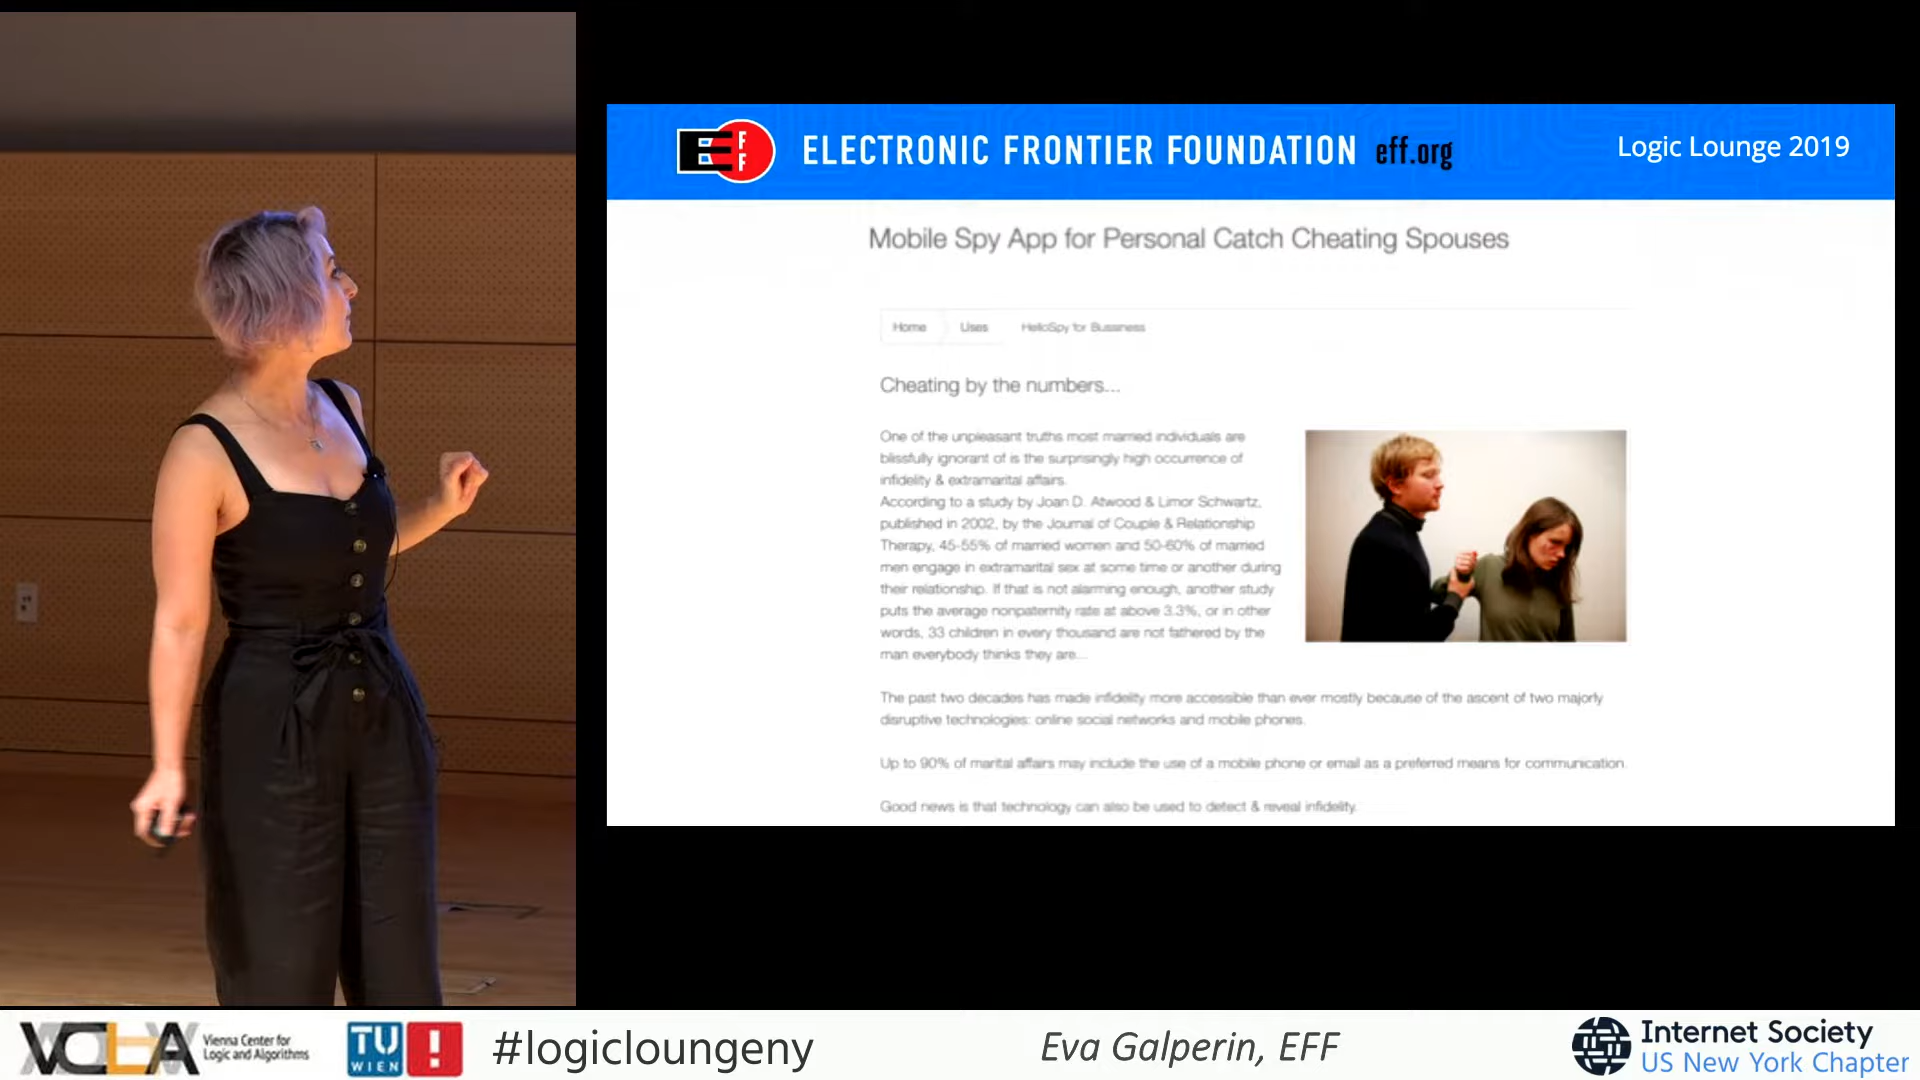 EFF ELECTRONIC FRONTIER FOUNDATION eff.org
Logic Lounge 2019
Mobile Spy App for Personal Catch Cheating Spouses
Home Uses HelloSpy for Bussiness
Cheating by the numbers...
One of the unpleasant truths most married individuals are
blissfully ignorant of is the surprisingly high occurrence of
infidelity & extramarital affairs.
According to a study by Joan D. Atwood & Limor Schwartz,
published in 2002, by the Journal of Couple & Relationship
Therapy, 45-55% of married women and 50-60% of married
men engage in extramarital sex at some time or another during
their relationship. If that is not alarming enough, another study
puts the average nonpaternity rate at above 3.3%, or in other
words, 33 children in every thousand are not fathered by the
man everybody thinks they are...
The past two decades has made infidelity more accessible than ever mostly because of the ascent of two majorly
disruptive technologies: online social networks and mobile phones.
Up to 90% of marital affairs may include the use of a mobile phone or email as a preferred means for communication.
Good news is that technology can also be used to detect & reveal infidelity.
VCLA Vienna Center for
Logic and Algorithms
TU
WIEN
!
#logicloungeny
Eva Galperin, EFF
Internet Society
US New York Chapter